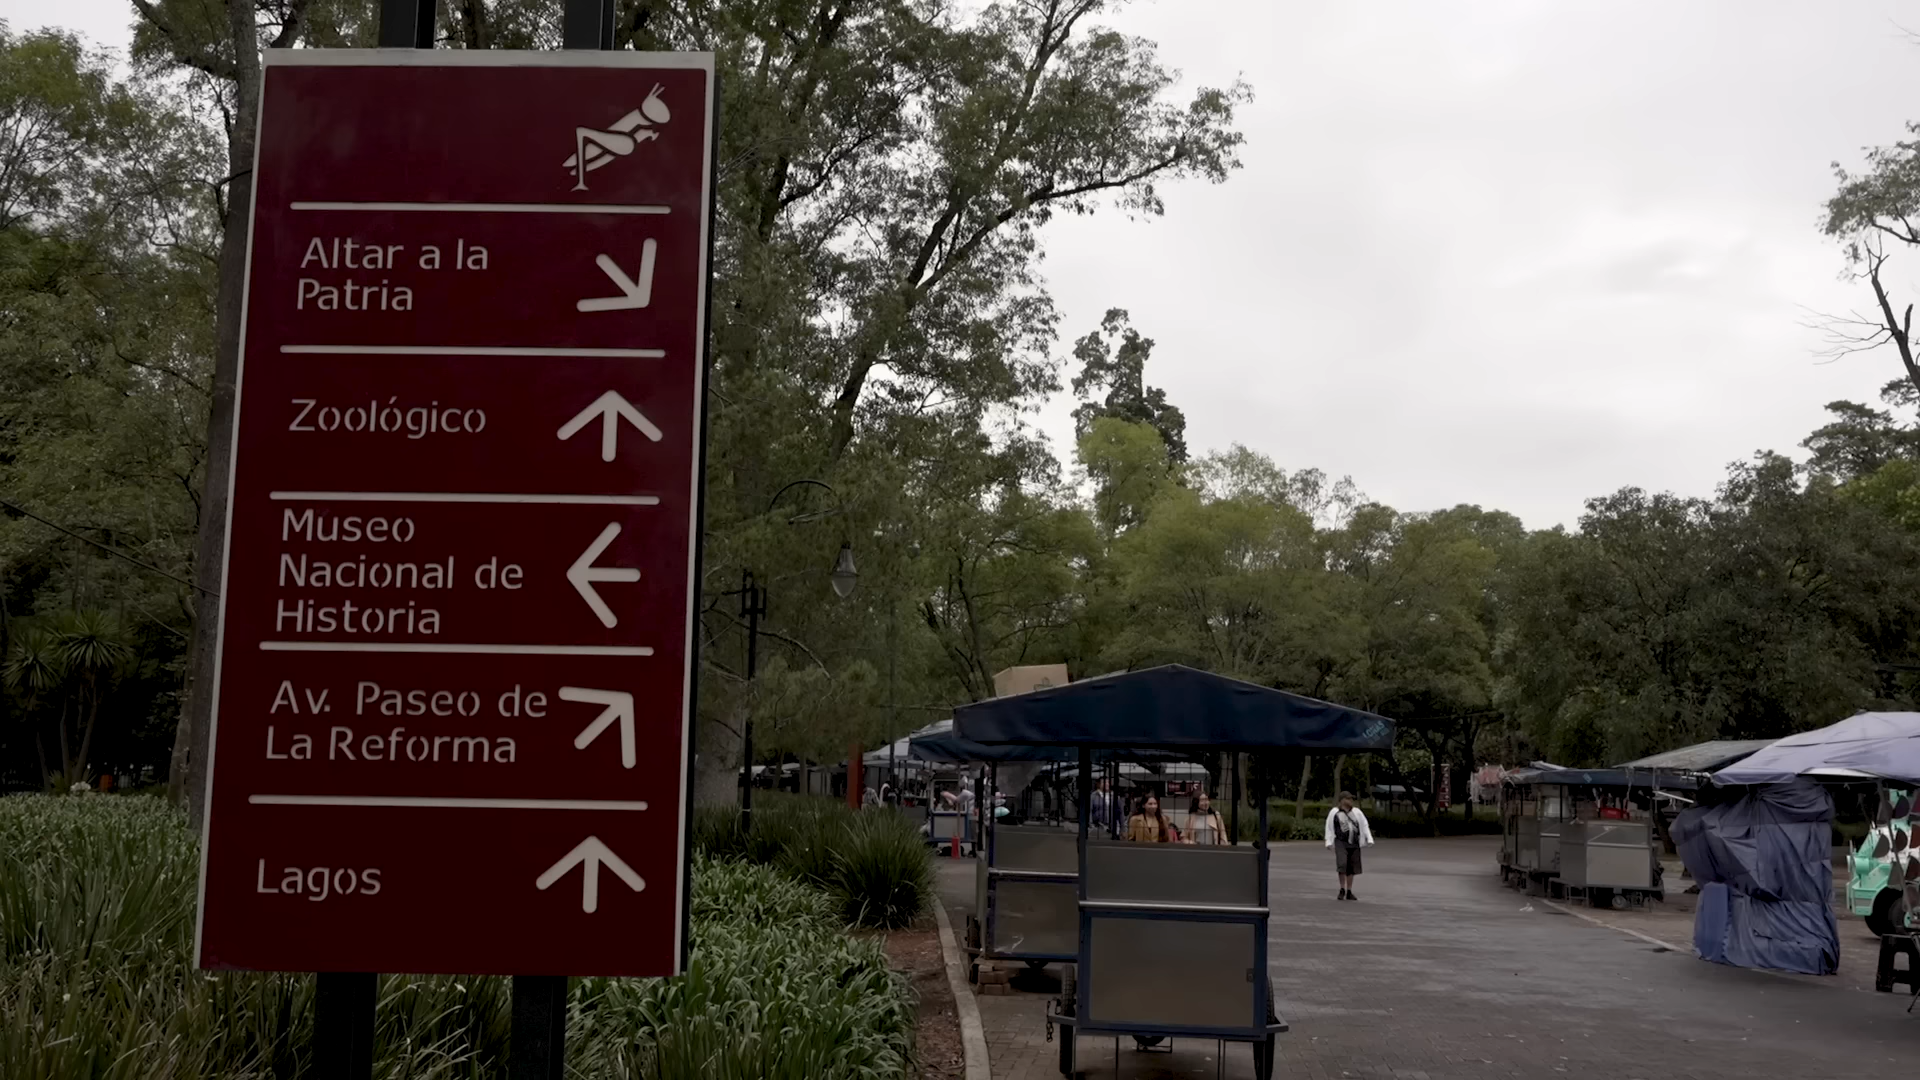 Altar a la
Patria
Zoológico
Museo
Nacional de
Historia
Av. Paseo de
La Reforma
Lagos